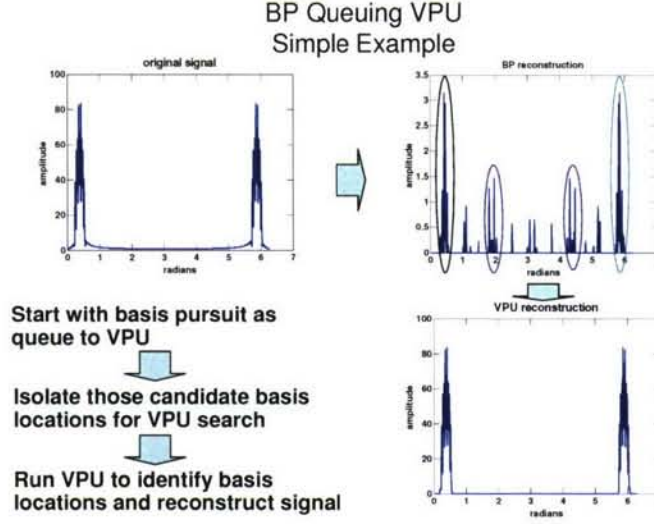 BP Queuing VPU
Simple Example
original signal
100
80
60
40
20
0
amplitude
0 1 2 3 4 5 6 7
radians
BP reconstruction
3.5
3
2.5
2
1.5
1
0.5
0
amplitude
0 1 2 3 4 5 6
radians
Start with basis pursuit as
queue to VPU
Isolate those candidate basis
locations for VPU search
Run VPU to identify basis
locations and reconstruct signal
VPU reconstruction
100
80
60
40
20
0
amplitude
0 1 2 3 4 5 6
radians